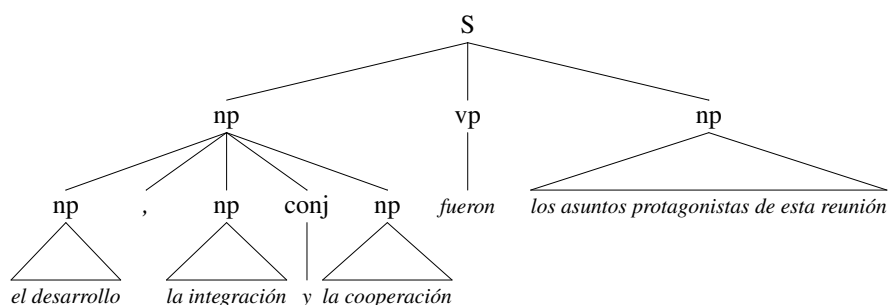 S
np vp np
np , np conj np fueron los asuntos protagonistas de esta reunión
el desarrollo la integración y la cooperación